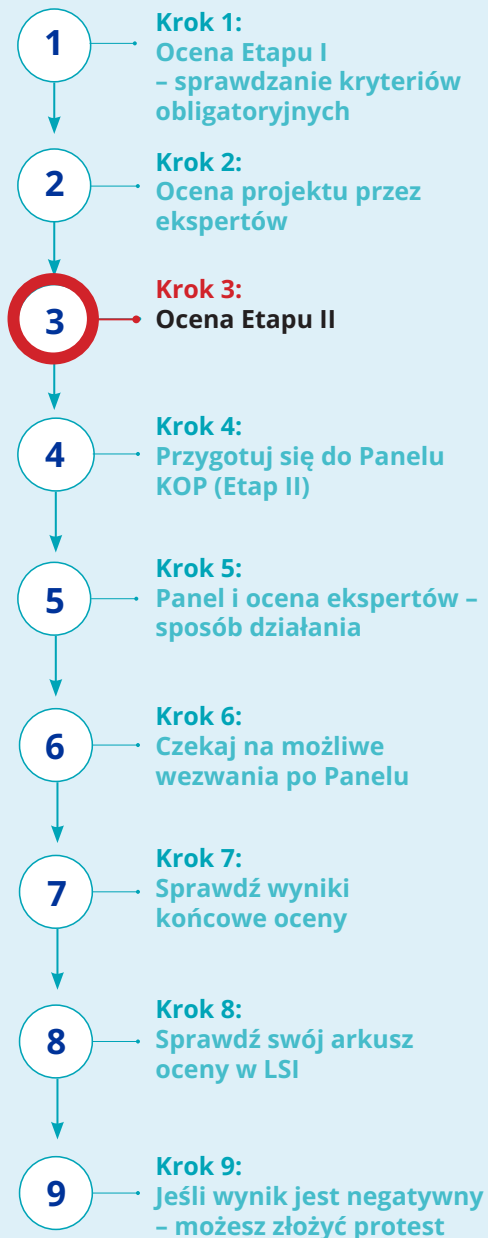 1
Krok 1:
Ocena Etapu I
– sprawdzanie kryteriów
obligatoryjnych
2
Krok 2:
Ocena projektu przez
ekspertów
3
Krok 3:
Ocena Etapu II
4
Krok 4:
Przygotuj się do Panelu
KOP (Etap II)
5
Krok 5:
Panel i ocena ekspertów –
sposób działania
6
Krok 6:
Czekaj na możliwe
wezwania po Panelu
7
Krok 7:
Sprawdź wyniki
końcowe oceny
8
Krok 8:
Sprawdź swój arkusz
oceny w LSI
9
Krok 9:
Jeśli wynik jest negatywny
– możesz złożyć protest